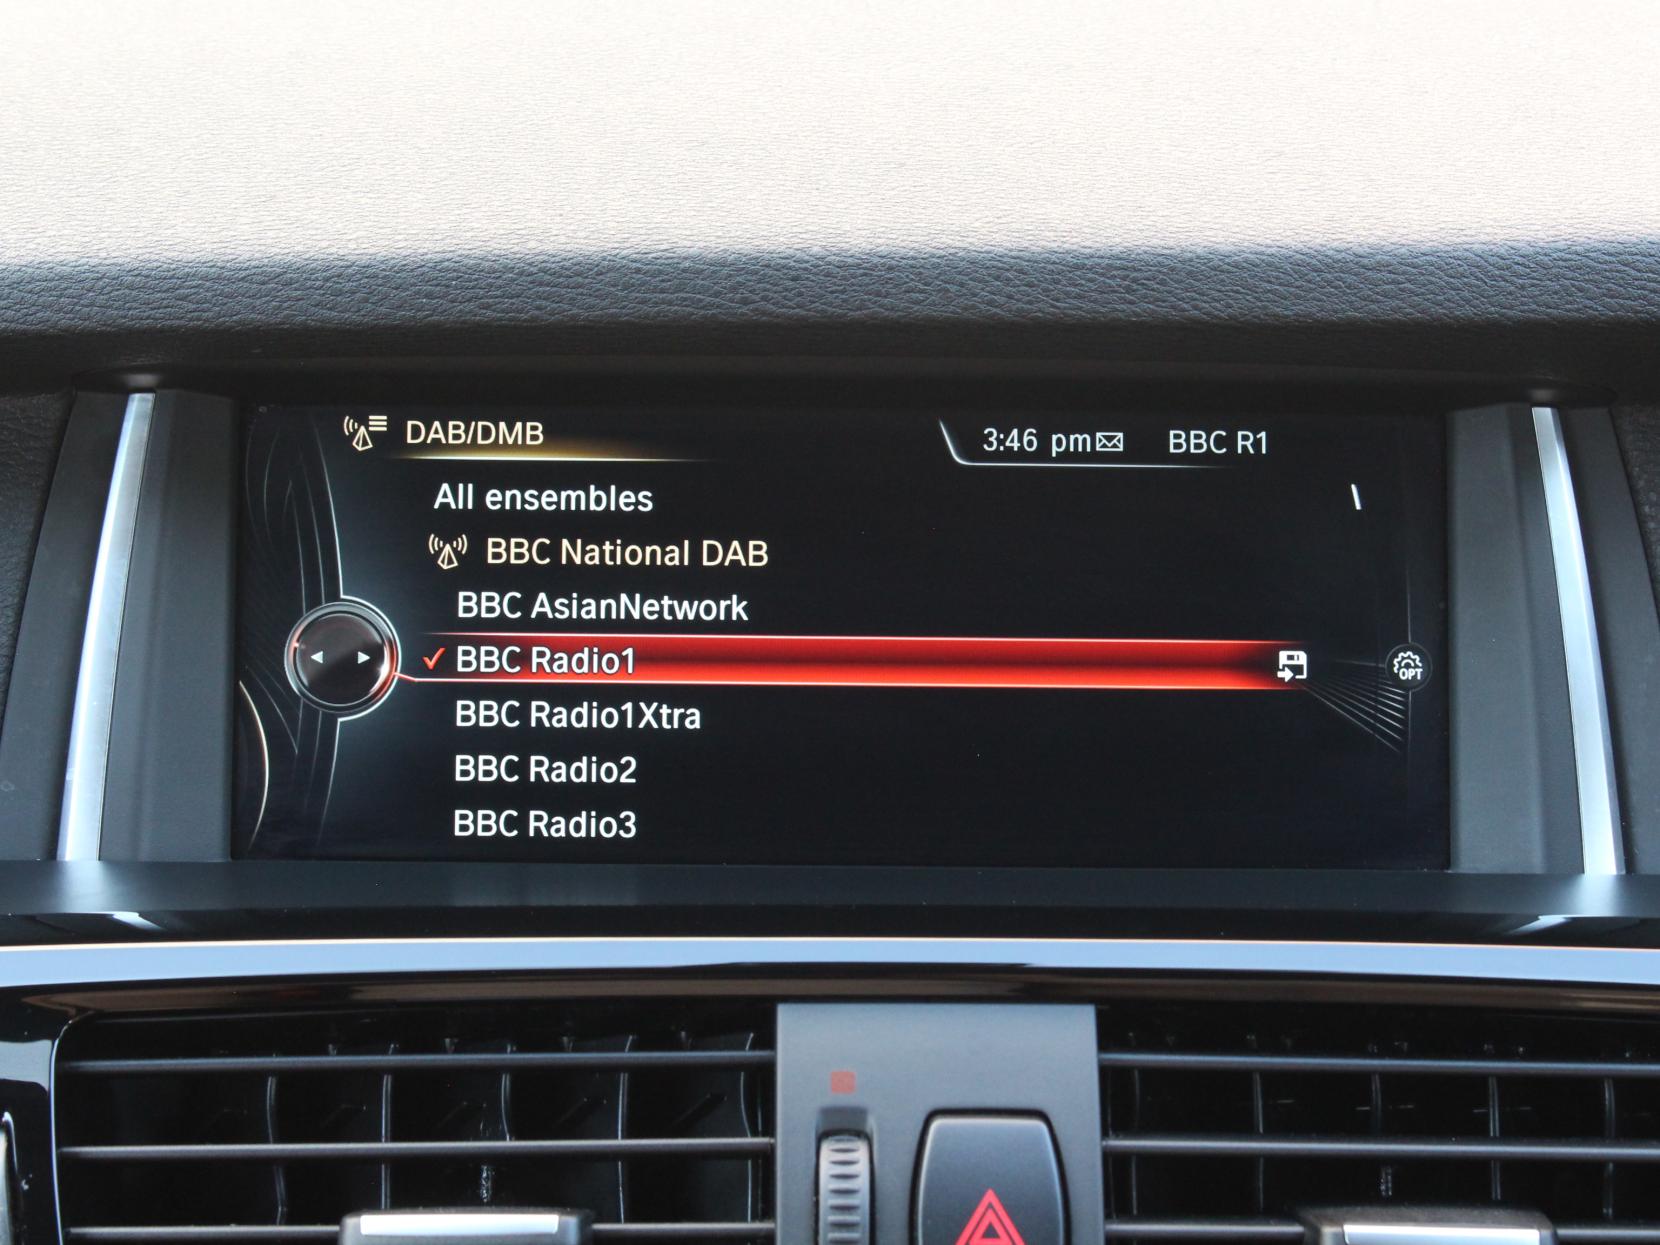 DAB/DMB
3:46 pm BBC R1
All ensembles
BBC National DAB
BBC AsianNetwork
BBC Radio1
OPT
BBC Radio1Xtra
BBC Radio2
BBC Radio3